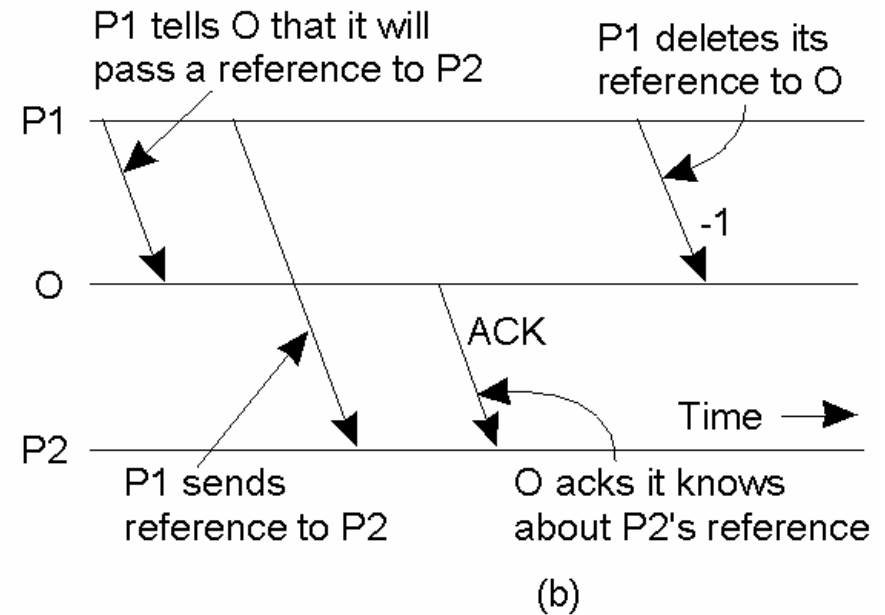 P1 tells O that it will
pass a reference to P2
P1 deletes its
reference to O
P1
-1
O
ACK
Time
P2
P1 sends
reference to P2
O acks it knows
about P2's reference
(b)